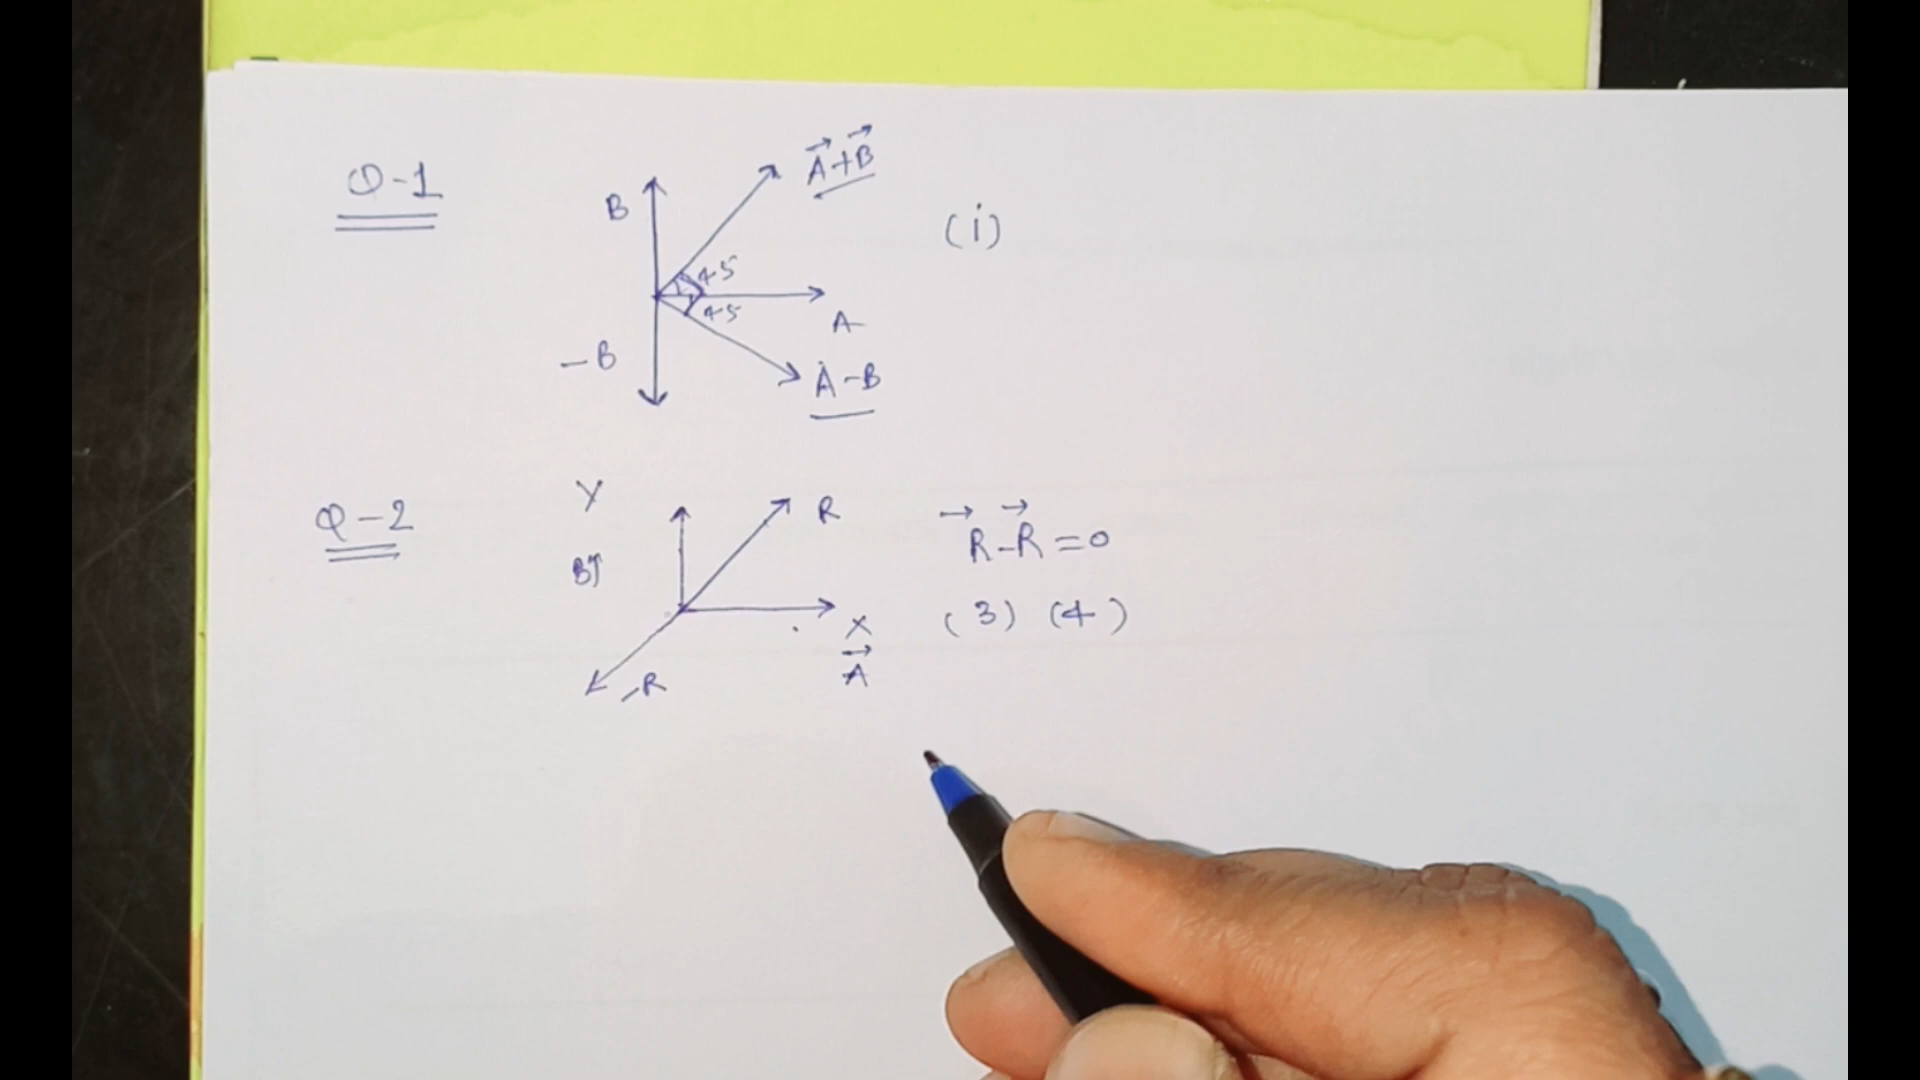 Q-1
A+B
B
(i)
45
A
45
-B
A-B
Q-2
Y
R
R-R=0
B↑
(3) (4)
X
A
-R